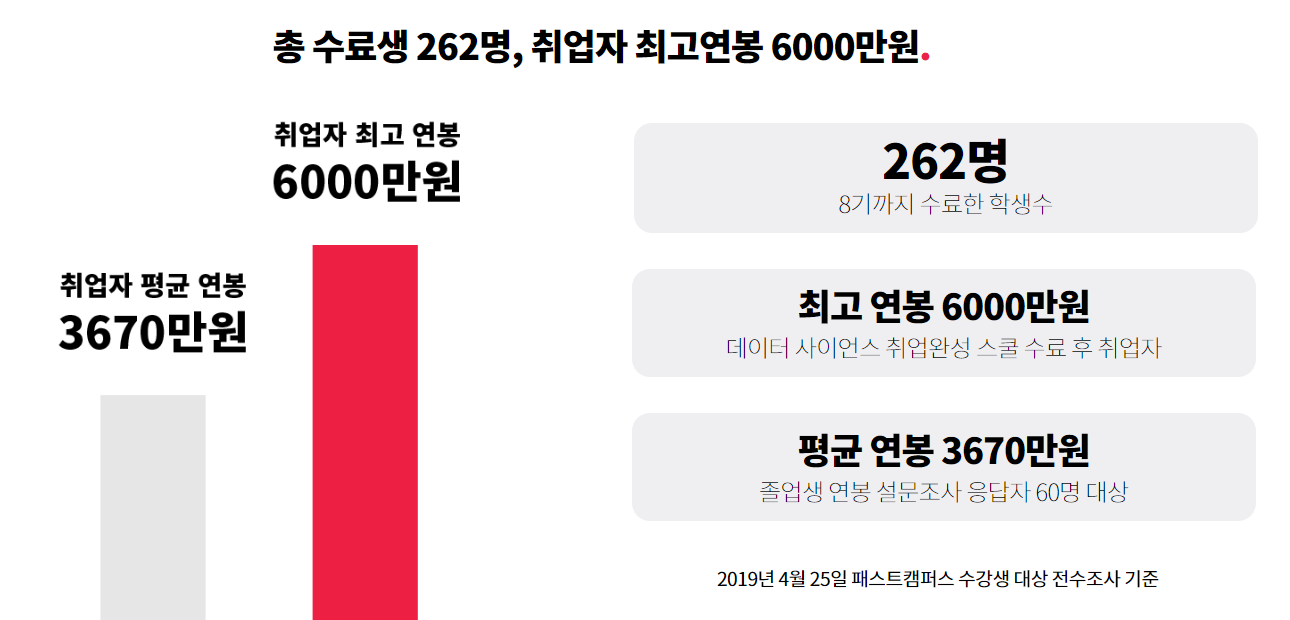 총 수료생 262명, 취업자 최고연봉 6000만원.
취업자 최고 연봉
6000만원
취업자 평균 연봉
3670만원
262명
8기까지 수료한 학생수
최고 연봉 6000만원
데이터 사이언스 취업완성 스쿨 수료 후 취업자
평균 연봉 3670만원
졸업생 연봉 설문조사 응답자 60명 대상
2019년 4월 25일 패스트캠퍼스 수강생 대상 전수조사 기준